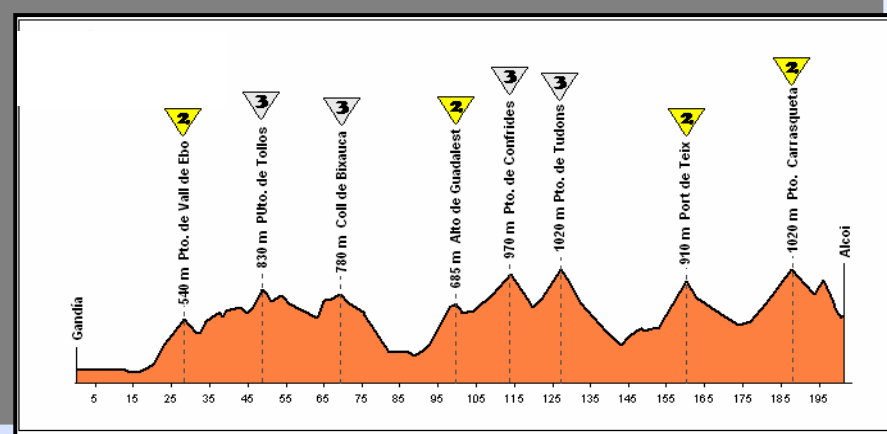 2
3
3
2
3
3
2
2
Gandía
540 m Pto. de Vall de Ebo
830 m PUto. de Tollos
780 m Coll de Bixauca
685 m Alto de Guadalest
970 m Pto. de Confrides
1020 m Pto. de Tudons
910 m Port de Teix
1020 m Pto. Carrasqueta
Alcoi
5 15 25 35 45 55 65 75 85 95 105 115 125 135 145 155 165 175 185 195